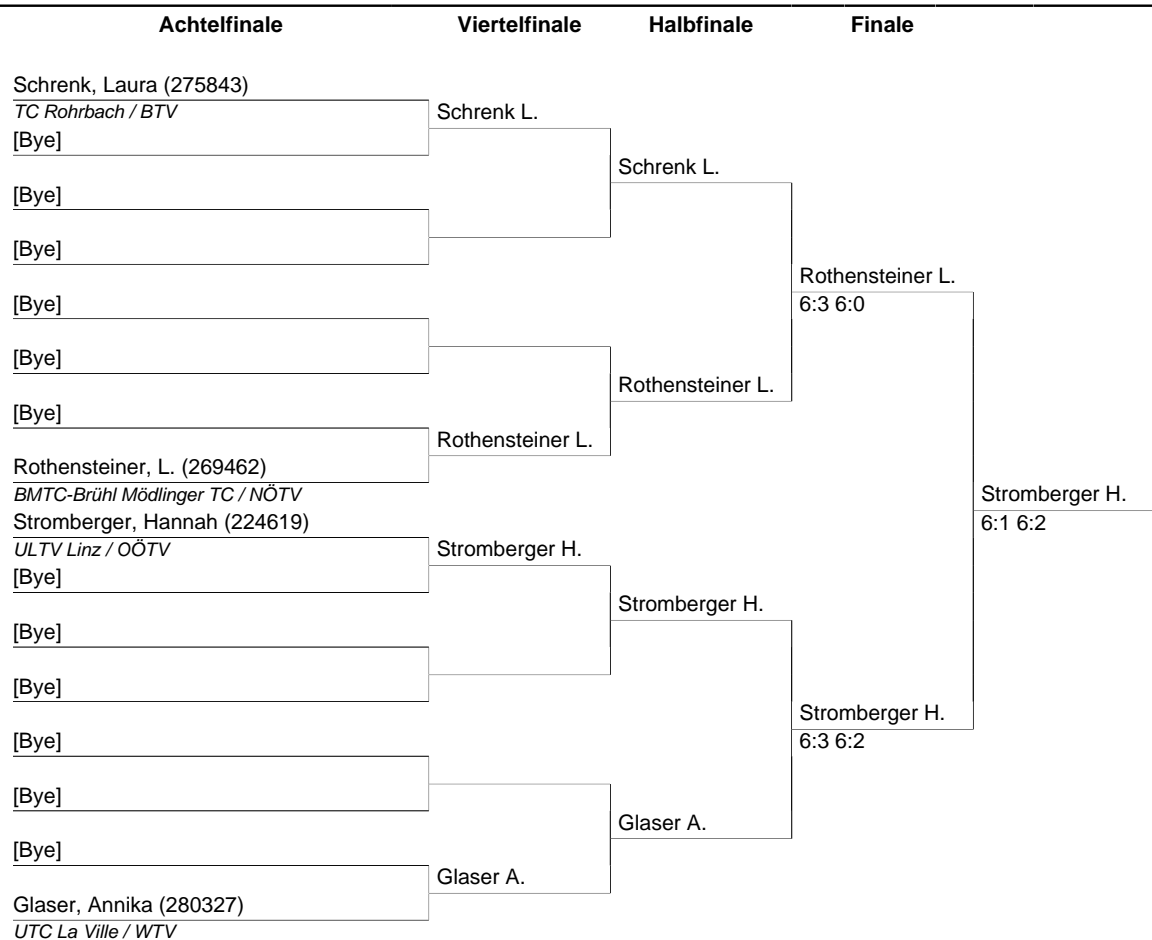 Achtelfinale Viertelfinale Halbfinale Finale
Schrenk, Laura (275843)
TC Rohrbach / BTV
Schrenk L.
[Bye]
Schrenk L.
[Bye]
[Bye]
Rothensteiner L.
[Bye]
6:3 6:0
[Bye]
Rothensteiner L.
[Bye]
Rothensteiner L.
Rothensteiner, L. (269462)
BMTC-Brühl Mödlinger TC / NÖTV
Stromberger H.
Stromberger, Hannah (224619)
6:1 6:2
ULTV Linz / OÖTV
Stromberger H.
[Bye]
Stromberger H.
[Bye]
[Bye]
Stromberger H.
[Bye]
6:3 6:2
[Bye]
Glaser A.
[Bye]
Glaser A.
Glaser, Annika (280327)
UTC La Ville / WTV